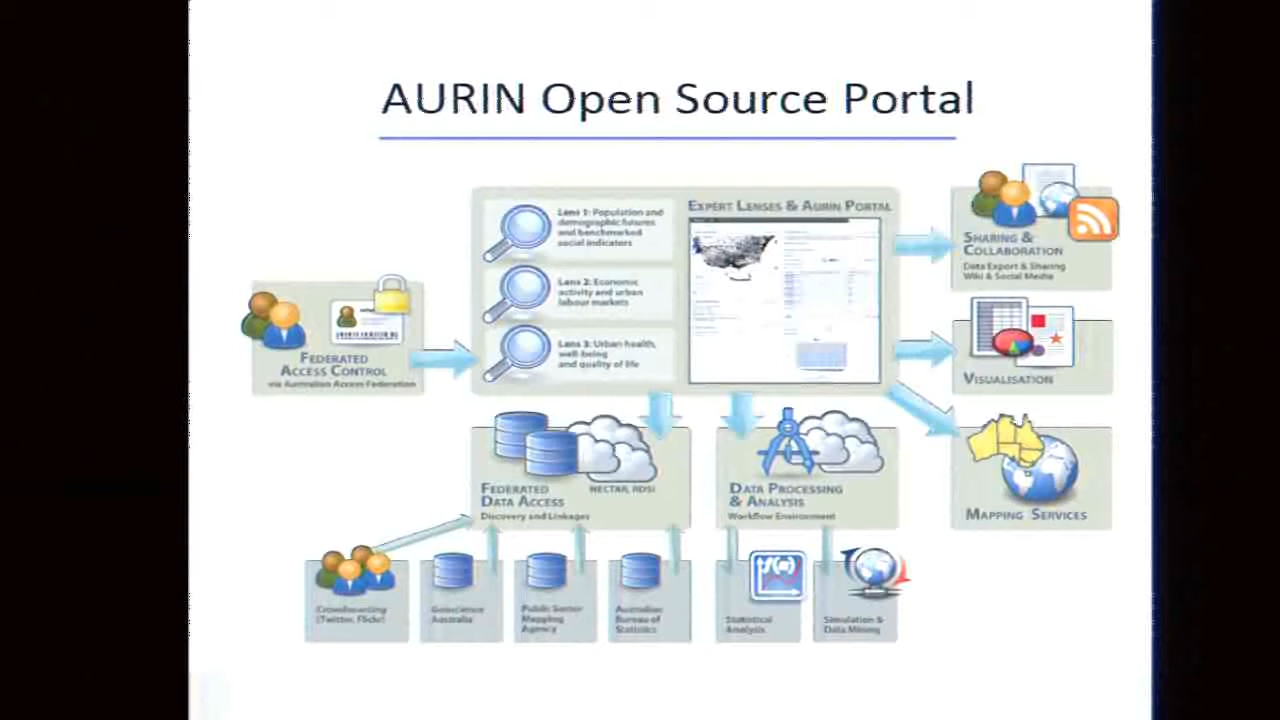 AURIN Open Source Portal
Lens 1: Population and
demographic futures
and benchmarked
social indicators
Lens 2: Economic
activity and urban
labour markets
Lens 3: Urban health,
well-being
and quality of life
EXPERT LENSES & AURIN PORTAL
SHARING &
COLLABORATION
Data Export & Sharing
Wiki & Social Media
FEDERATED
ACCESS CONTROL
via Australian Access Federation
VISUALISATION
FEDERATED
DATA ACCESS
Discovery and Linkages
NECTAR, RDSI
DATA PROCESSING
& ANALYSIS
Workflow Environment
MAPPING SERVICES
Crowdsourcing
(Twitter, Flickr)
Geoscience
Australia
Public Sector
Mapping
Agency
Australian
Bureau of
Statistics
f(x)
Statistical
Analysis
Simulation &
Data Mining